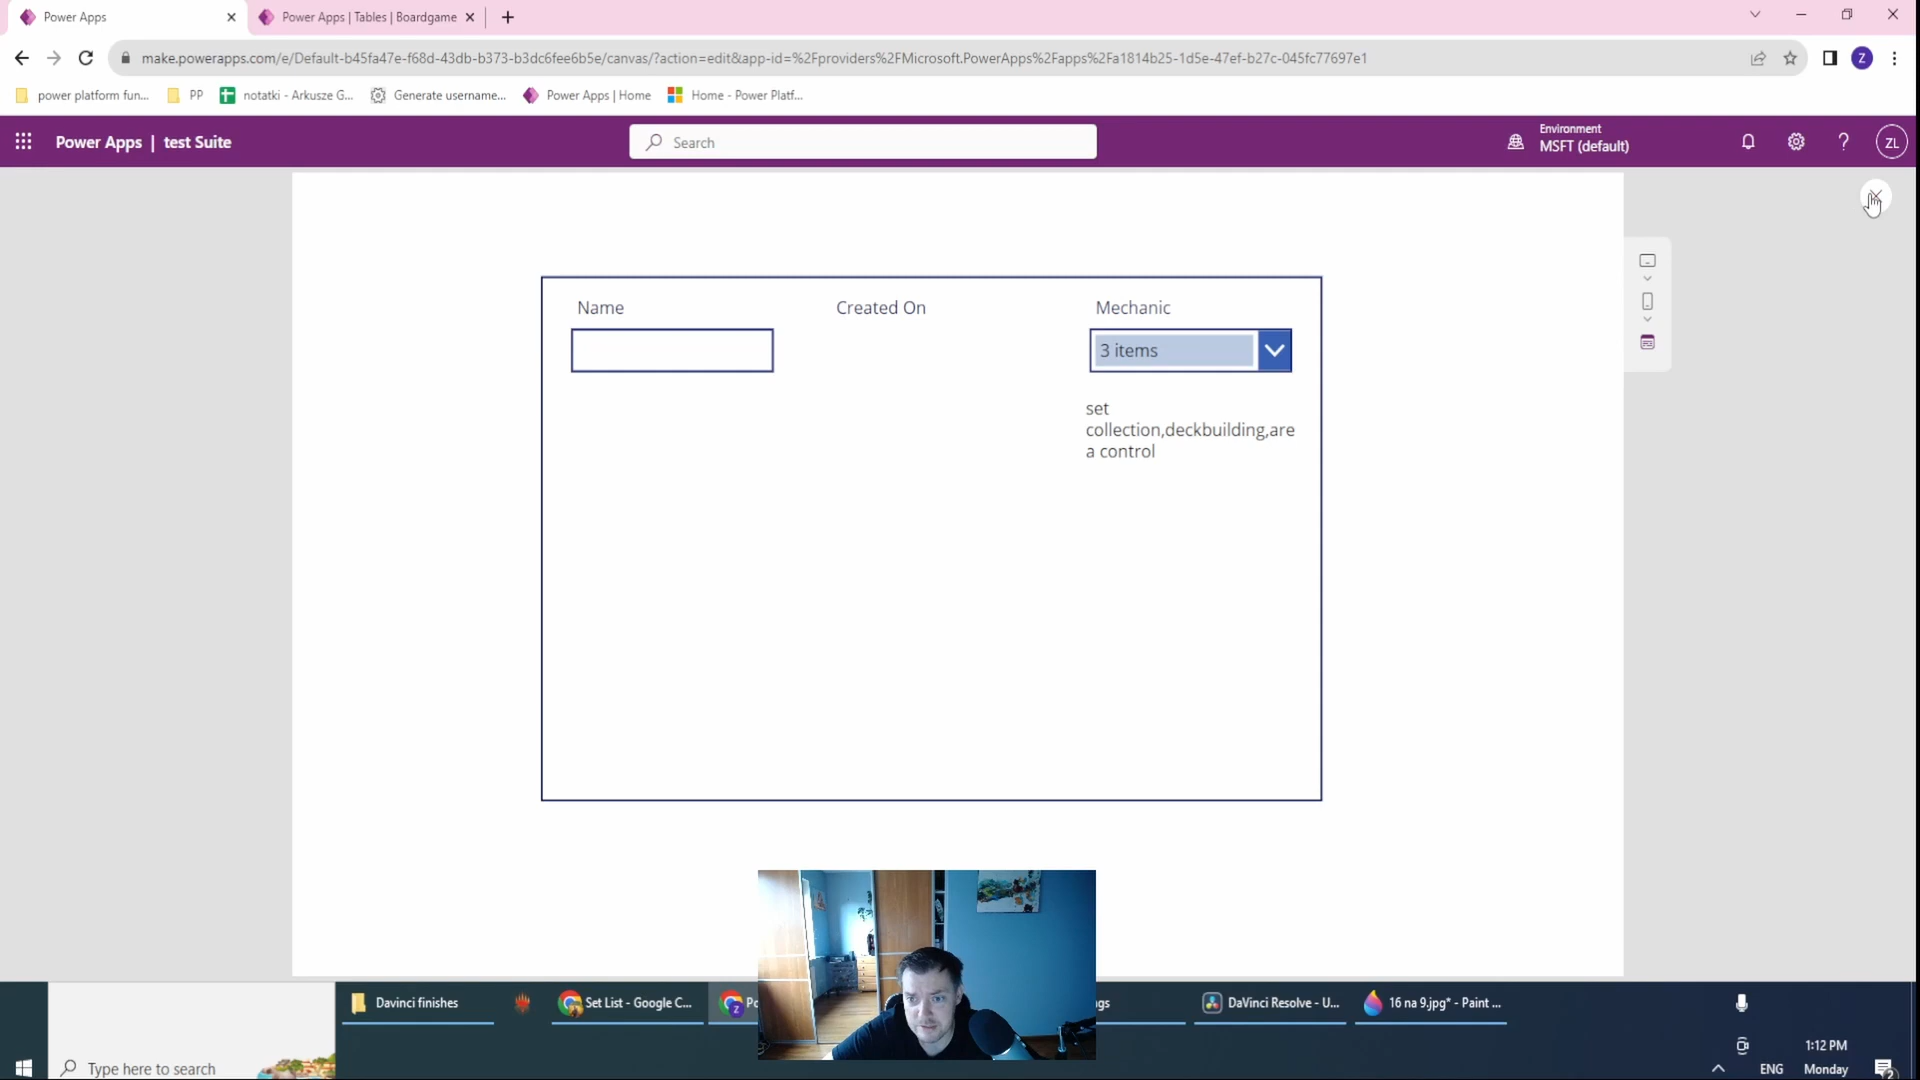 Power Apps
Power Apps | Tables | Boardgame
make.powerapps.com/e/Default-b45fa47e-f68d-43db-b373-b3dc6fee6b5e/canvas/?action=edit&app-id=%2Fproviders%2FMicrosoft.PowerApps%2Fapps%2Fa1814b25-1d5e-47ef-b27c-045fc77697e1
Z
power platform fun...
PP
notatki - Arkusze G...
Generate username...
Power Apps | Home
Home - Power Platf...
Power Apps | test Suite
Search
Environment
MSFT (default)
?
ZL
Name
Created On
Mechanic
3 items
set
collection,deckbuilding,are
a control
Davinci finishes
Set List - Google C...
Z
DaVinci Resolve - U...
16 na 9.jpg* - Paint ...
Type here to search
1:12 PM
ENG
Monday
2